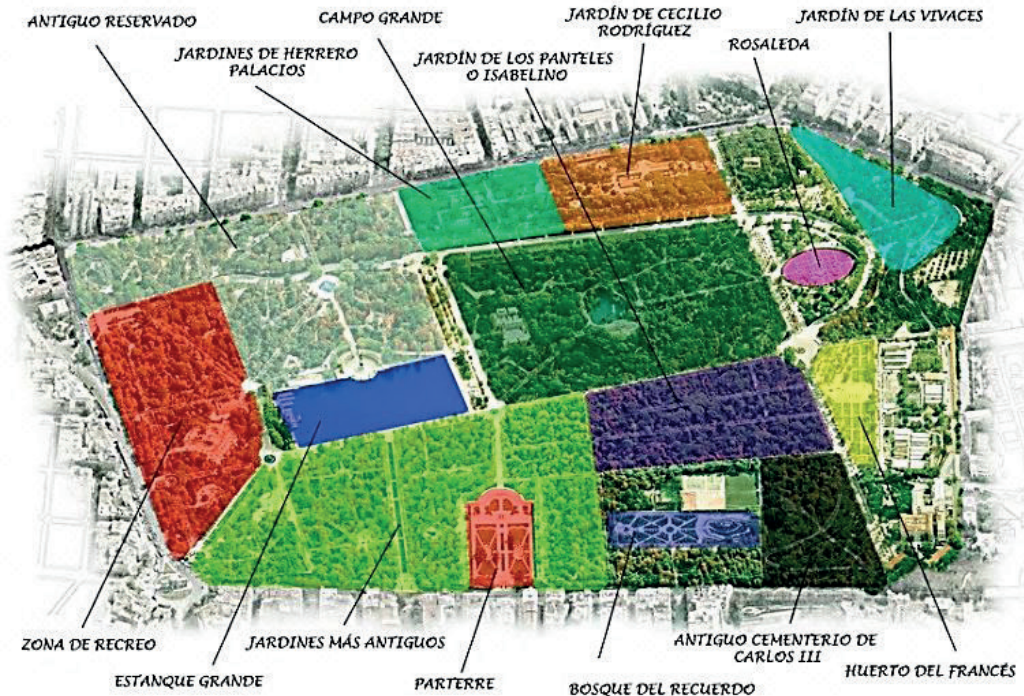 ANTIGUO RESERVADO
CAMPO GRANDE
JARDÍN DE CECILIO
RODRÍGUEZ
JARDÍN DE LAS VIVACES
JARDINES DE HERRERO
PALACIOS
JARDÍN DE LOS PANTELES
O ISABELINO
ROSALEDA
ZONA DE RECREO
JARDINES MÁS ANTIGUOS
ANTIGUO CEMENTERIO DE
CARLOS III
HUERTO DEL FRANCÉS
ESTANQUE GRANDE
PARTERRE
BOSQUE DEL RECUERDO